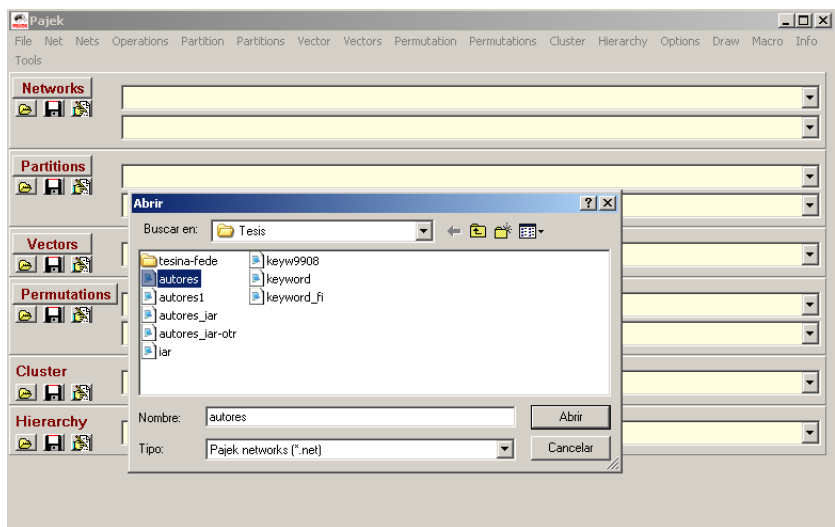 Pajek
File Net Nets Operations Partition Partitions Vector Vectors Permutation Permutations Cluster Hierarchy Options Draw Macro Info
Tools
Networks
Partitions
Vectors
Permutations
Cluster
Hierarchy
Abrir
Buscar en: Tesis
tesina-fede keyw9908
autores keyword
autores1 keyword_fi
autores_iar
autores_iar-otr
iar
Nombre: autores Abrir
Tipo: Pajek networks (*.net) Cancelar